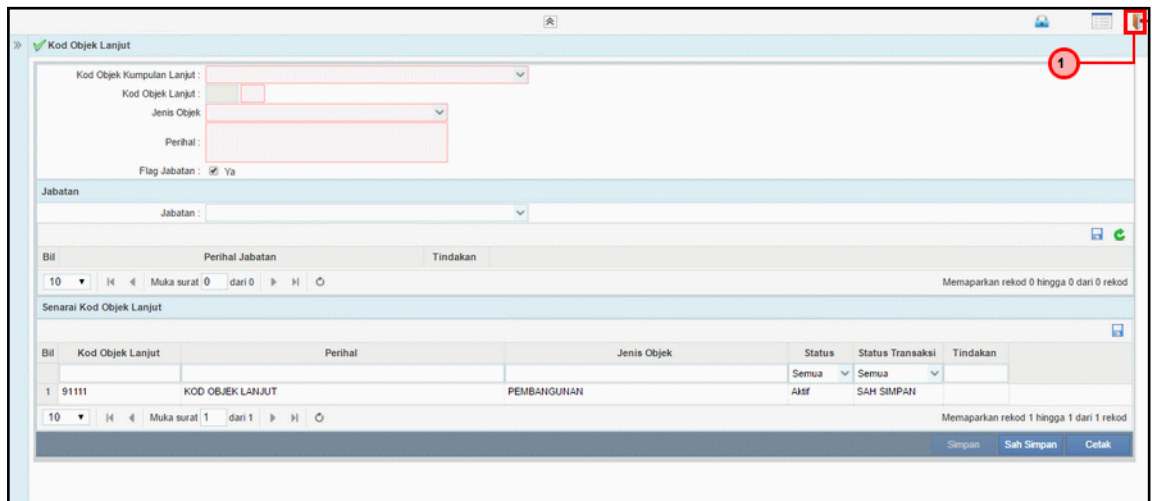 Kod Objek Lanjut
1
Kod Objek Kumpulan Lanjut :
Kod Objek Lanjut :
Jenis Objek
Perihal :
Flag Jabatan : Ya
Jabatan
Jabatan :
Bil Perihal Jabatan Tindakan
10 Muka surat 0 dari 0 Memaparkan rekod 0 hingga 0 dari 0 rekod
Senarai Kod Objek Lanjut
Bil Kod Objek Lanjut Perihal Jenis Objek Status Status Transaksi Tindakan
Semua Semua
1 91111 KOD OBJEK LANJUT PEMBANGUNAN Aktif SAH SIMPAN
10 Muka surat 1 dari 1 Memaparkan rekod 1 hingga 1 dari 1 rekod
Simpan Sah Simpan Cetak